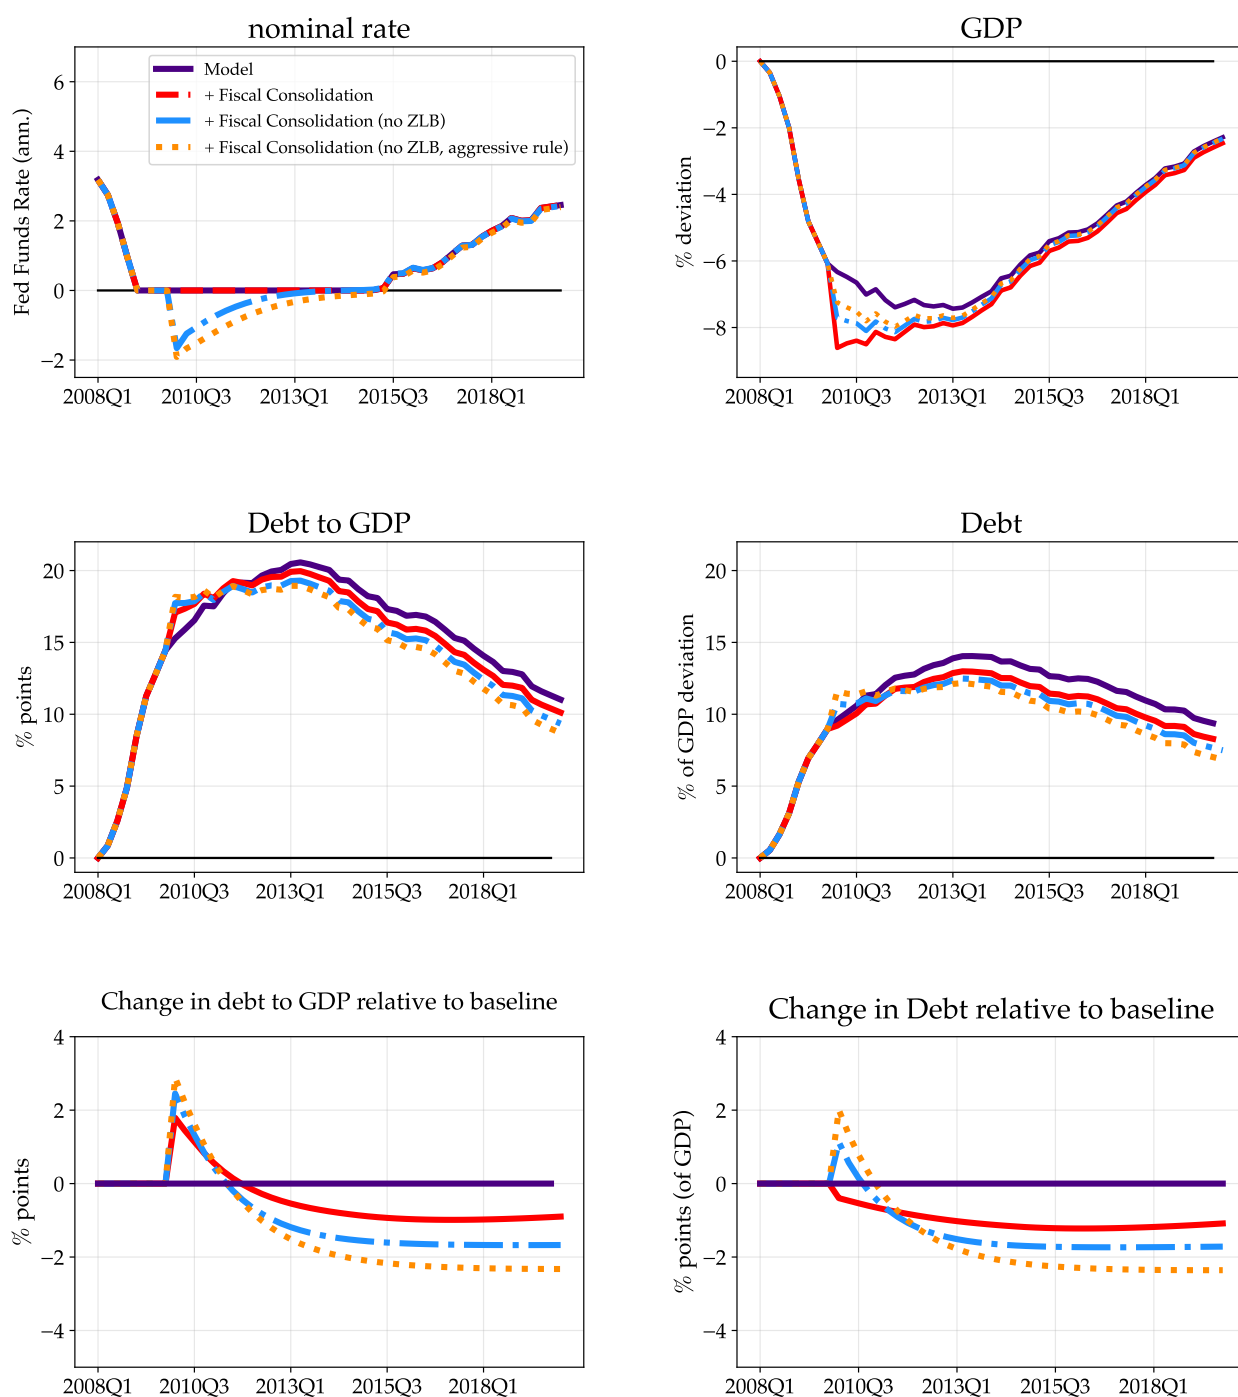 nominal rate
Fed Funds Rate (ann.)
6
4
2
0
−2
Model
+ Fiscal Consolidation
+ Fiscal Consolidation (no ZLB)
+ Fiscal Consolidation (no ZLB, aggressive rule)
2008Q1 2010Q3 2013Q1 2015Q3 2018Q1
GDP
% deviation
0
−2
−4
−6
−8
2008Q1 2010Q3 2013Q1 2015Q3 2018Q1
Debt to GDP
% points
20
15
10
5
0
2008Q1 2010Q3 2013Q1 2015Q3 2018Q1
Debt
% of GDP deviation
20
15
10
5
0
2008Q1 2010Q3 2013Q1 2015Q3 2018Q1
Change in debt to GDP relative to baseline
% points
4
2
0
−2
−4
2008Q1 2010Q3 2013Q1 2015Q3 2018Q1
Change in Debt relative to baseline
% points (of GDP)
4
2
0
−2
−4
2008Q1 2010Q3 2013Q1 2015Q3 2018Q1